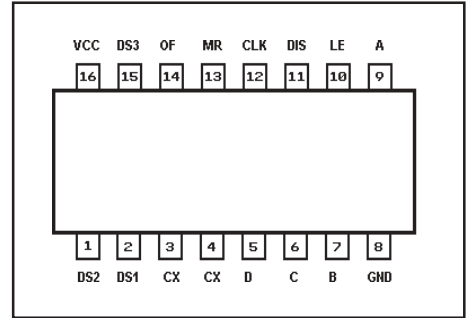 VCC DS3 OF MR CLK DIS LE A
16 15 14 13 12 11 10 9
1 2 3 4 5 6 7 8
DS2 DS1 CX CX D C B GND